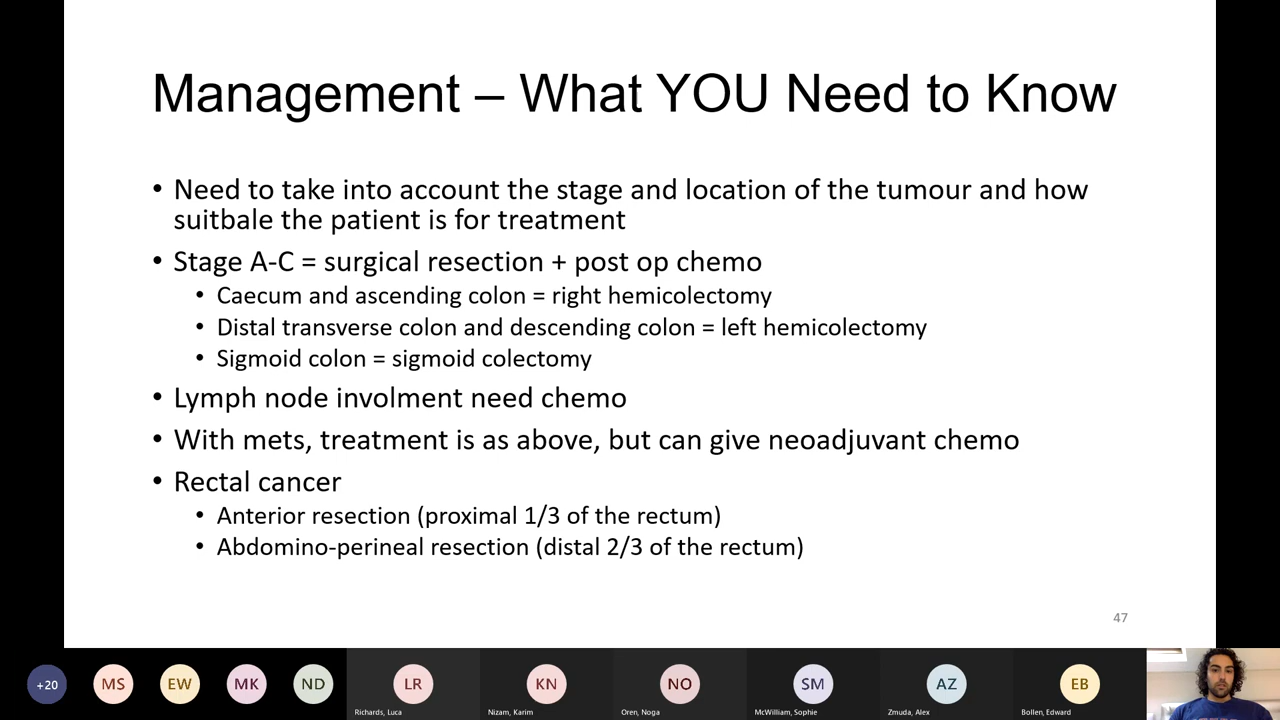 Management – What YOU Need to Know
• Need to take into account the stage and location of the tumour and how
suitbale the patient is for treatment
• Stage A-C = surgical resection + post op chemo
• Caecum and ascending colon = right hemicolectomy
• Distal transverse colon and descending colon = left hemicolectomy
• Sigmoid colon = sigmoid colectomy
• Lymph node involment need chemo
• With mets, treatment is as above, but can give neoadjuvant chemo
• Rectal cancer
• Anterior resection (proximal 1/3 of the rectum)
• Abdomino-perineal resection (distal 2/3 of the rectum)
47
+20 MS EW MK ND LR KN NO SM AZ EB
Richards, Luca Nizam, Karim Oren, Noga McWilliam, Sophie Zmuda, Alex Bollen, Edward